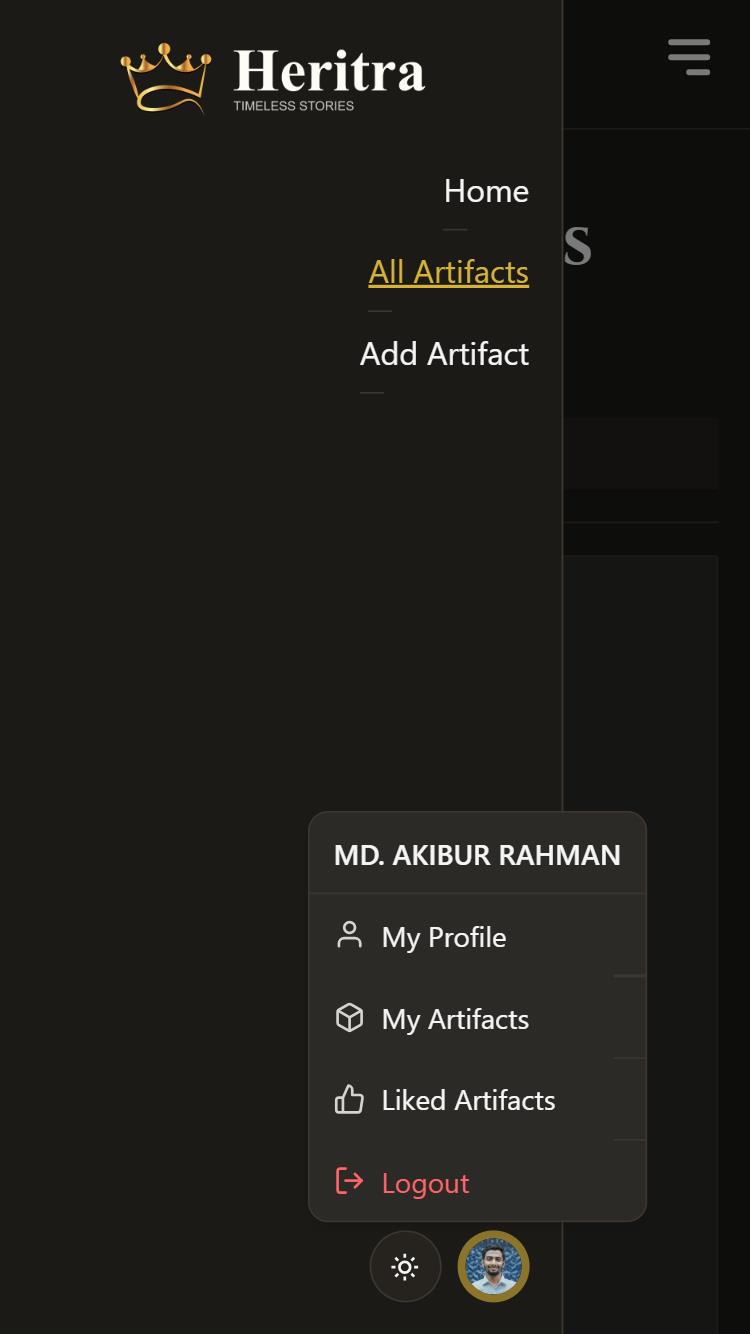 Heritra
TIMELESS STORIES
Home
s
All Artifacts
Add Artifact
MD. AKIBUR RAHMAN
My Profile
My Artifacts
Liked Artifacts
Logout